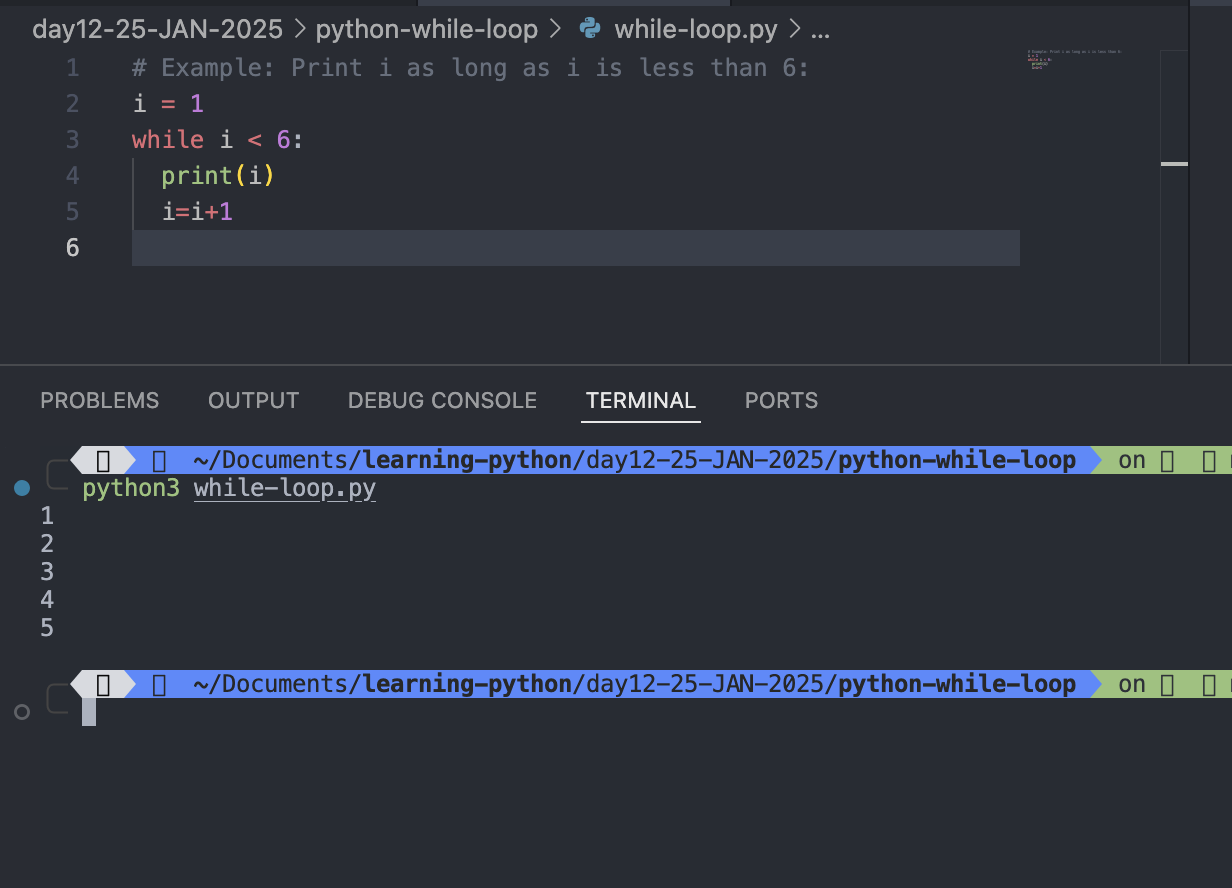 day12-25-JAN-2025 > python-while-loop > while-loop.py > ...
1 # Example: Print i as long as i is less than 6:
2 i = 1
3 while i < 6:
4   print(i)
5   i=i+1
6
PROBLEMS OUTPUT DEBUG CONSOLE TERMINAL PORTS
~/Documents/learning-python/day12-25-JAN-2025/python-while-loop on
python3 while-loop.py
1
2
3
4
5
~/Documents/learning-python/day12-25-JAN-2025/python-while-loop on